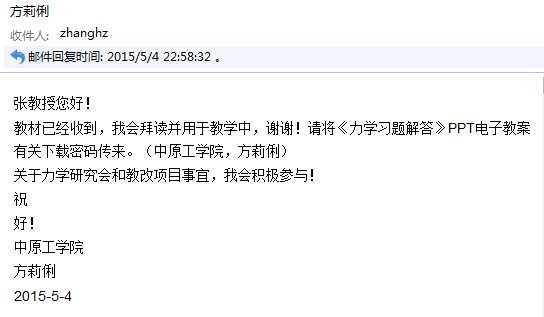 方莉俐
收件人: zhanghz
邮件回复时间: 2015/5/4 22:58:32 。
张教授您好！
教材已经收到，我会拜读并用于教学中，谢谢！请将《力学习题解答》PPT电子教案
有关下载密码传来。（中原工学院，方莉俐）
关于力学研究会和教改项目事宜，我会积极参与！
祝
好！
中原工学院
方莉俐
2015-5-4